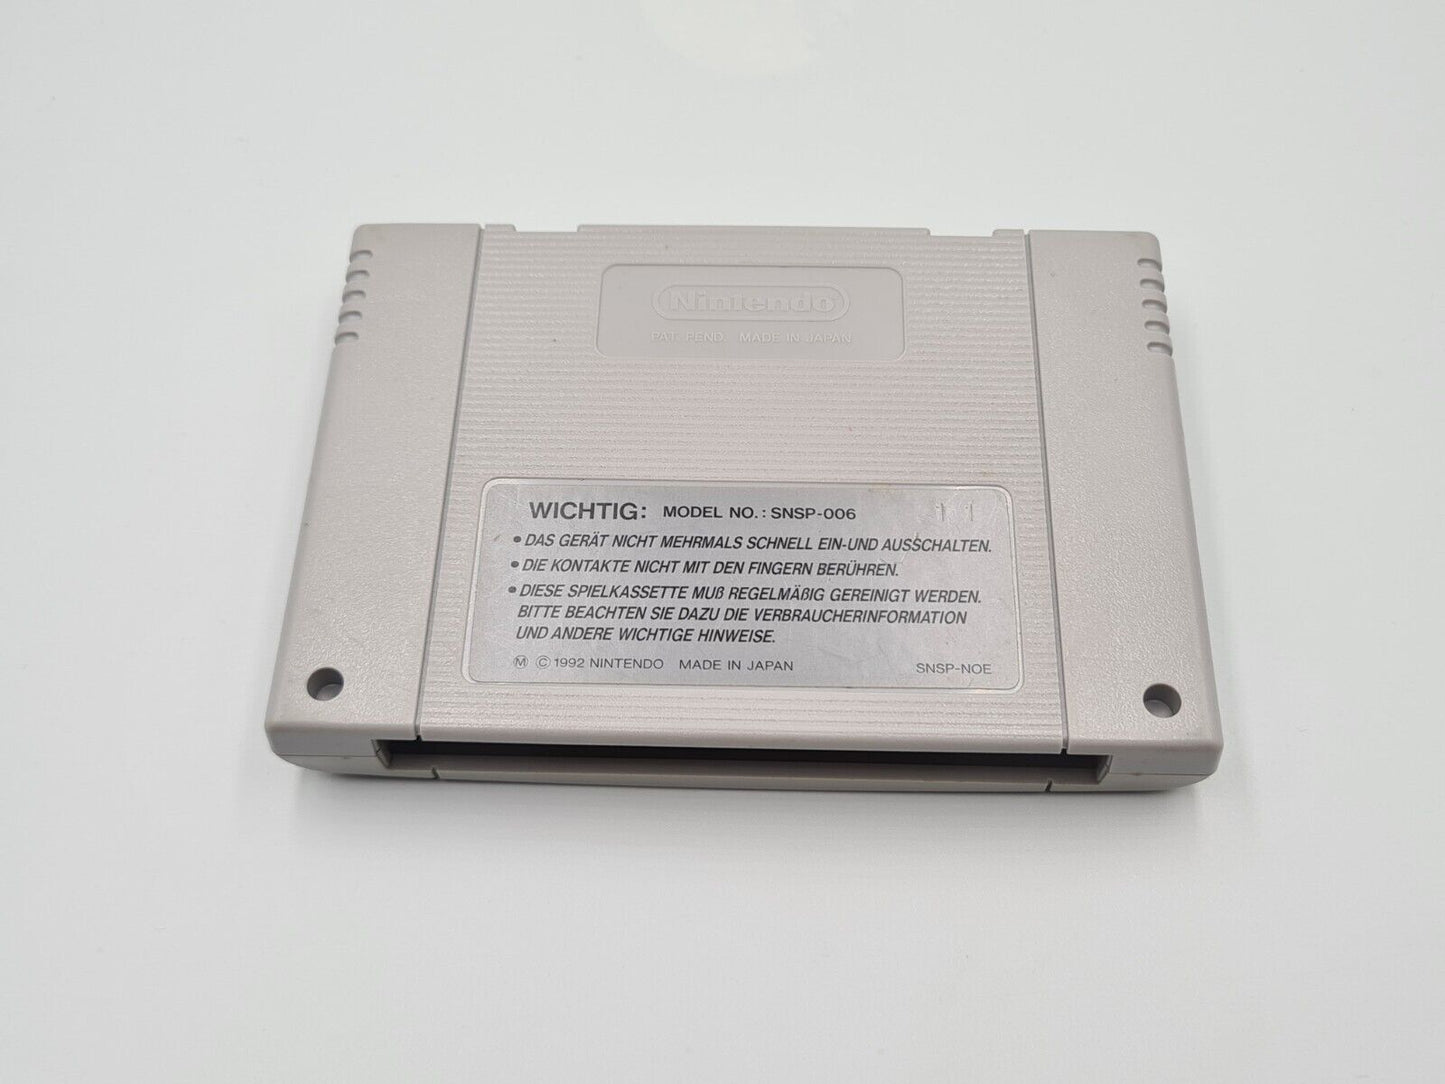 Nintendo
PAT. PEND. MADE IN JAPAN
WICHTIG: MODEL NO.: SNSP-006 11
• DAS GERÄT NICHT MEHRMALS SCHNELL EIN-UND AUSSCHALTEN.
• DIE KONTAKTE NICHT MIT DEN FINGERN BERÜHREN.
• DIESE SPIELKASSETTE MUß REGELMÄßIG GEREINIGT WERDEN.
BITTE BEACHTEN SIE DAZU DIE VERBRAUCHERINFORMATION
UND ANDERE WICHTIGE HINWEISE.
Ⓜ © 1992 NINTENDO MADE IN JAPAN SNSP-NOE